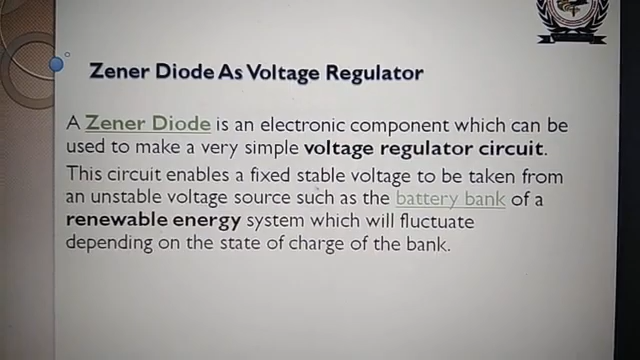 Zener Diode As Voltage Regulator
A Zener Diode is an electronic component which can be
used to make a very simple voltage regulator circuit.
This circuit enables a fixed stable voltage to be taken from
an unstable voltage source such as the battery bank of a
renewable energy system which will fluctuate
depending on the state of charge of the bank.